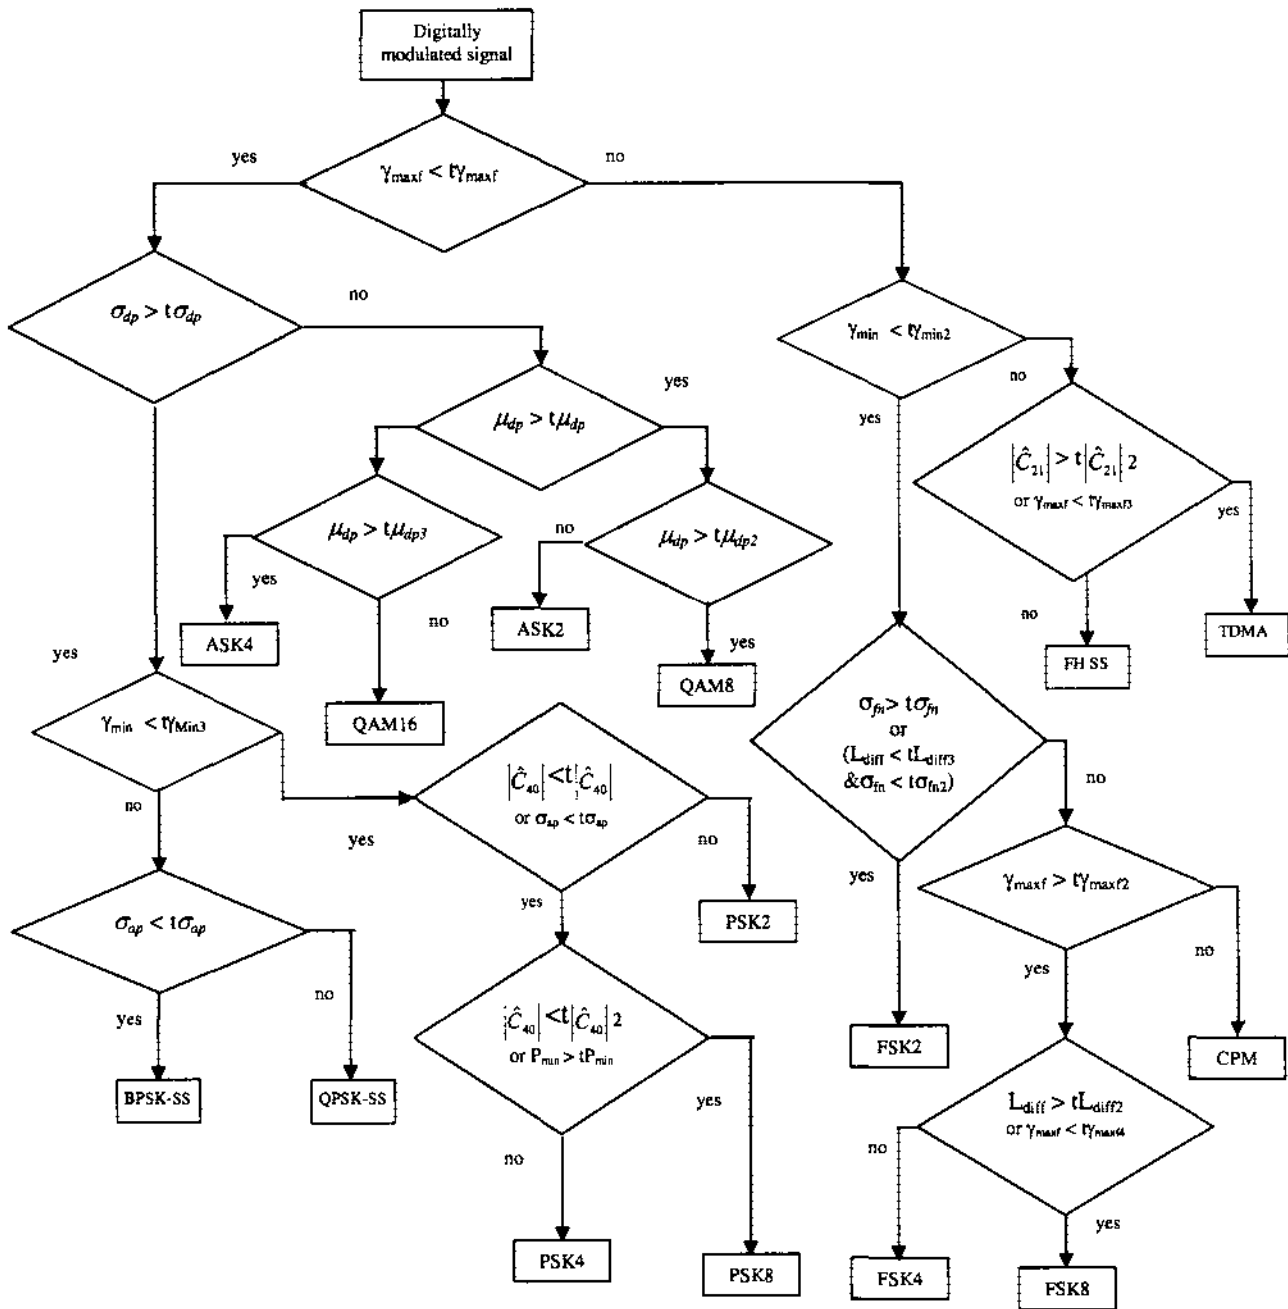 Digitally
modulated signal
yes
no
γmaxf < tγmaxf
σdp > tσdp
no
γmin < tγmin2
no
yes
μdp > tμdp
yes
|Ĉ21| > t|Ĉ21| 2
or γmaxf < tγmaxf3
yes
no
μdp > tμdp3
no
μdp > tμdp2
yes
no
yes
ASK4
ASK2
QAM8
QAM16
FH SS
TDMA
yes
γmin < tγMin3
no
yes
|Ĉ40| < t|Ĉ40|
or σap < tσap
no
yes
σfn > tσfn
or
(Ldiff < tLdiff3
&σfn < tσfn2)
no
yes
σap < tσap
yes
no
PSK2
γmaxf > tγmaxf2
yes
no
|Ĉ40| < t|Ĉ40| 2
or Pmin > tPmin
yes
no
FSK2
CPM
BPSK-SS
QPSK-SS
Ldiff > tLdiff2
or γmaxf < tγmaxf4
no
yes
PSK4
PSK8
FSK4
FSK8